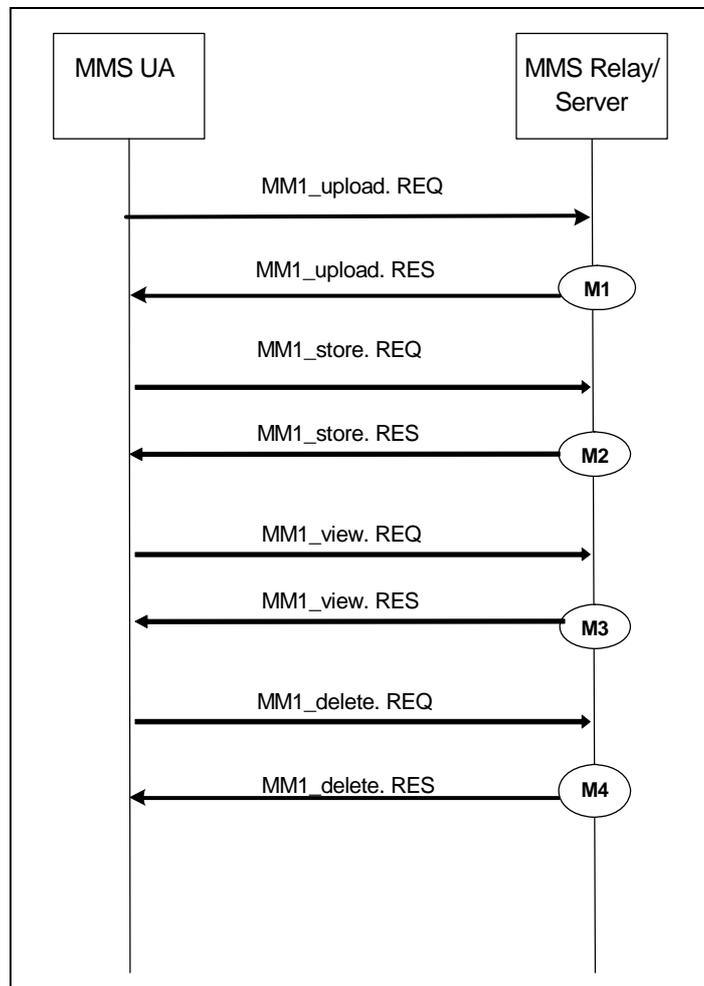 MMS UA
MMS Relay/
Server
MM1_upload. REQ
MM1_upload. RES
M1
MM1_store. REQ
MM1_store. RES
M2
MM1_view. REQ
MM1_view. RES
M3
MM1_delete. REQ
MM1_delete. RES
M4